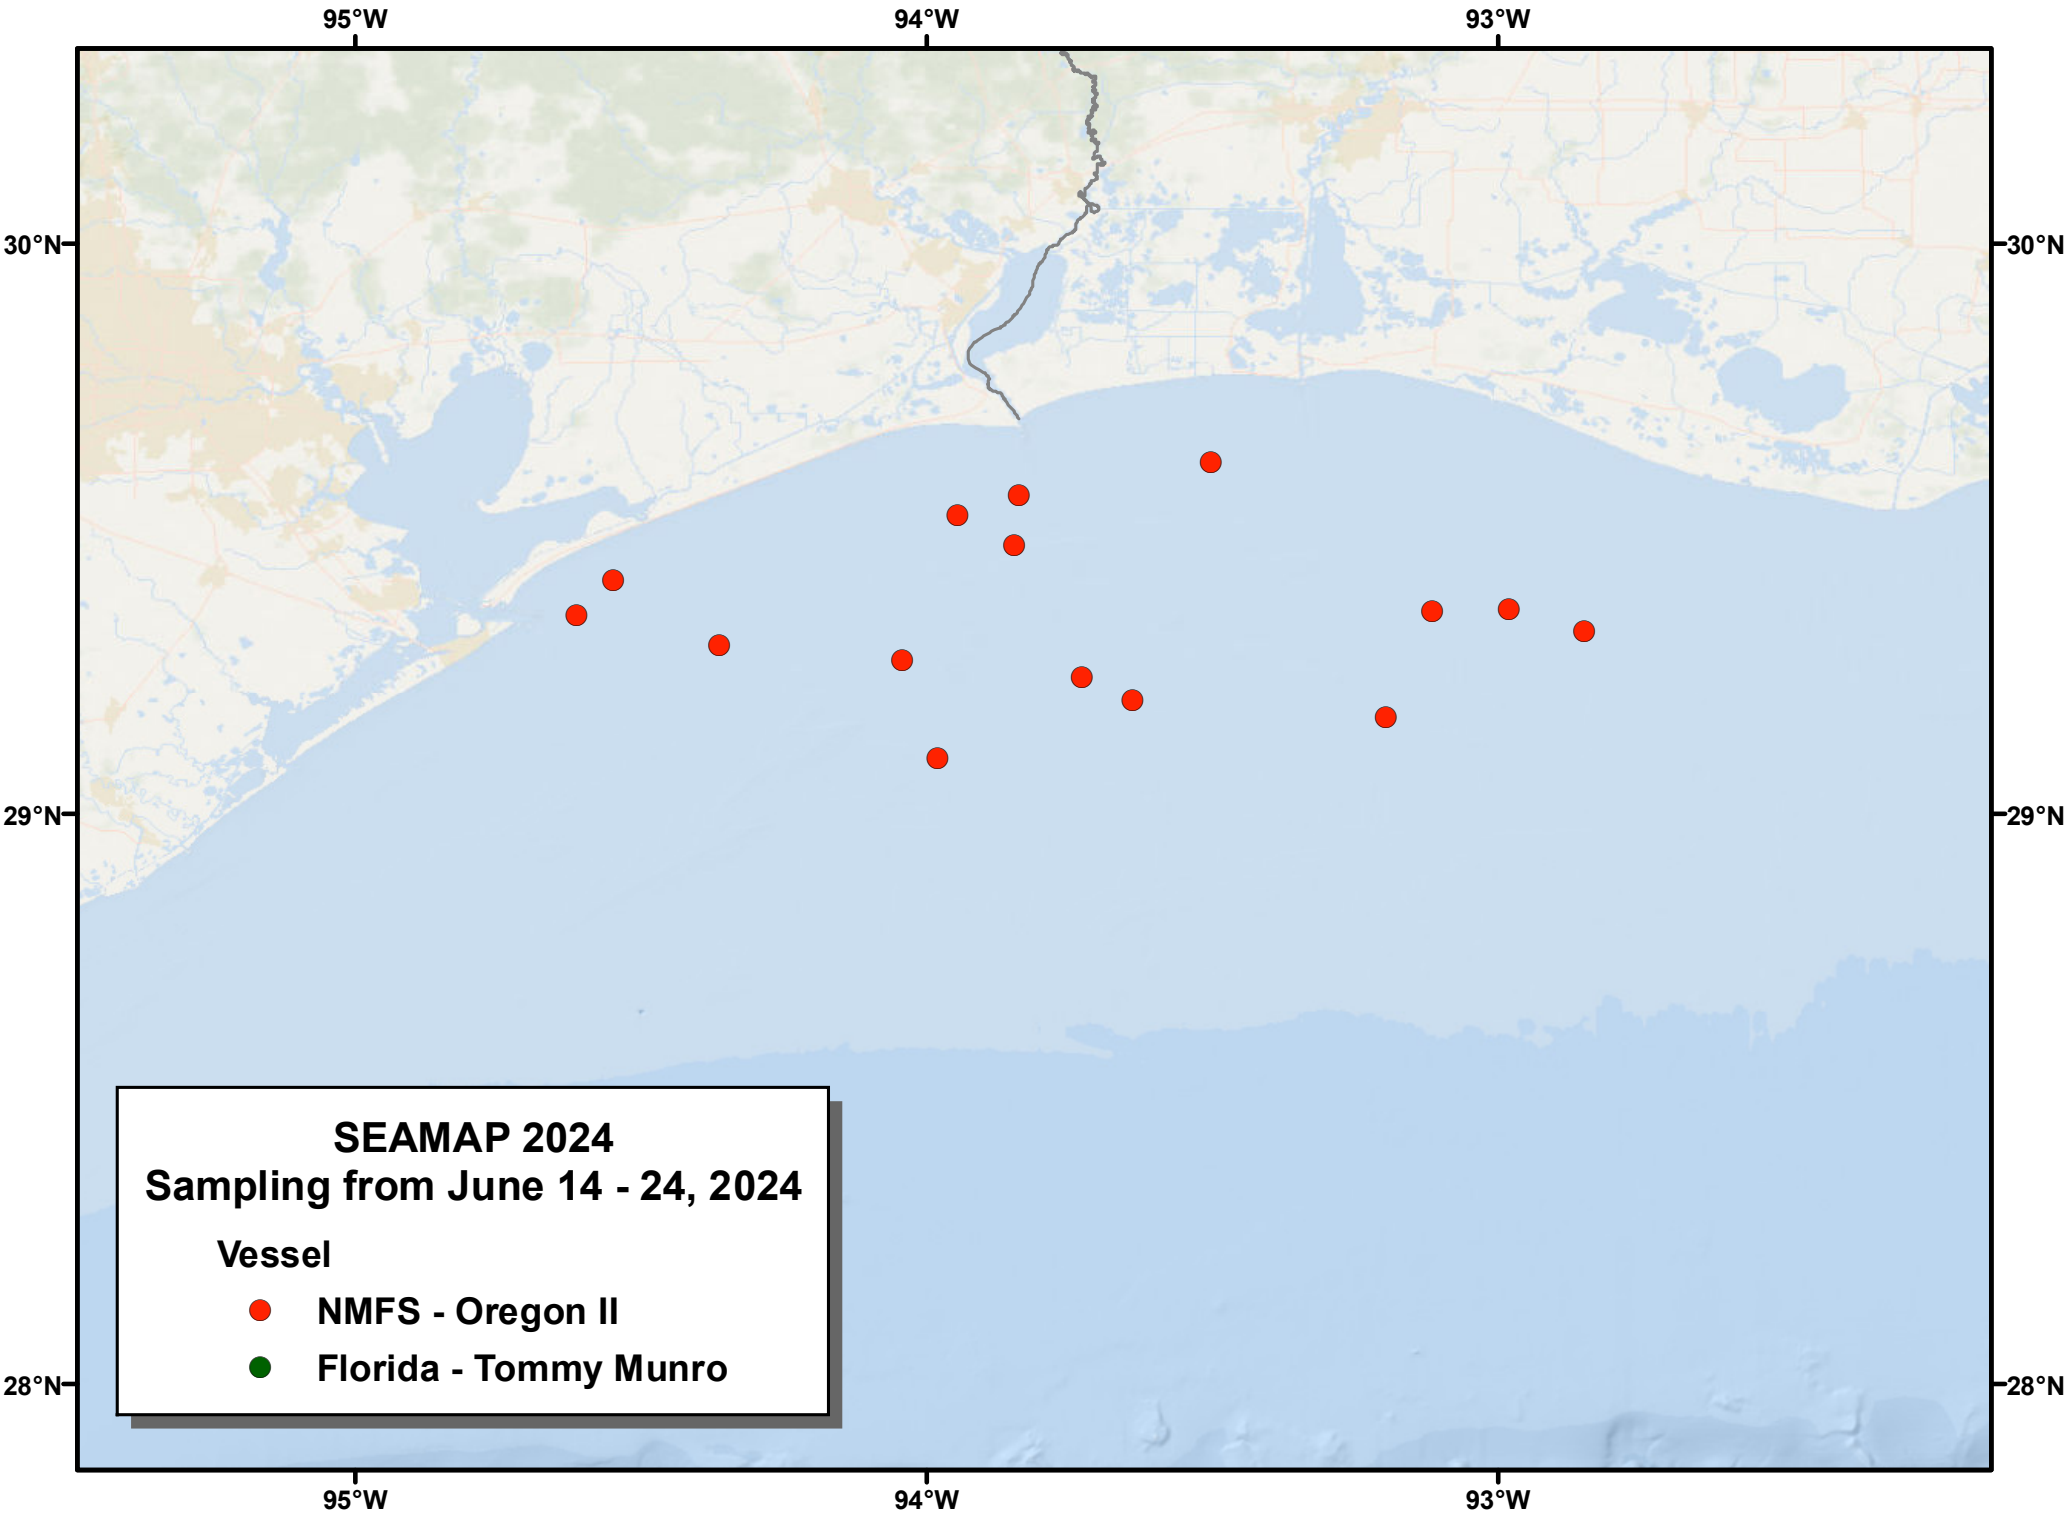 95°W 94°W 93°W
30°N 30°N
29°N 29°N
SEAMAP 2024
Sampling from June 14 - 24, 2024
Vessel
NMFS - Oregon II
Florida - Tommy Munro
28°N 28°N
95°W 94°W 93°W